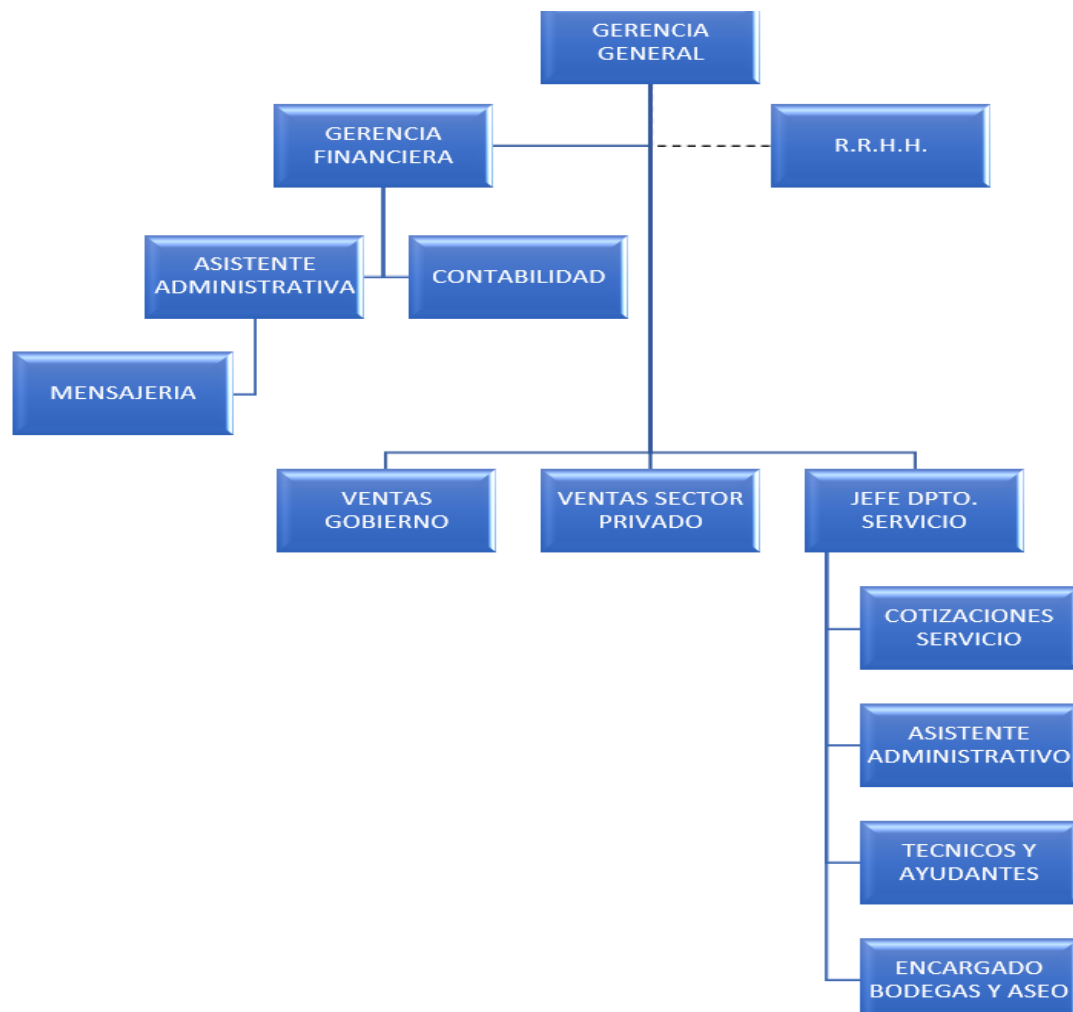 GERENCIA
GENERAL
GERENCIA
FINANCIERA
R.R.H.H.
ASISTENTE
ADMINISTRATIVA
CONTABILIDAD
MENSAJERIA
VENTAS
GOBIERNO
VENTAS SECTOR
PRIVADO
JEFE DPTO.
SERVICIO
COTIZACIONES
SERVICIO
ASISTENTE
ADMINISTRATIVO
TECNICOS Y
AYUDANTES
ENCARGADO
BODEGAS Y ASEO